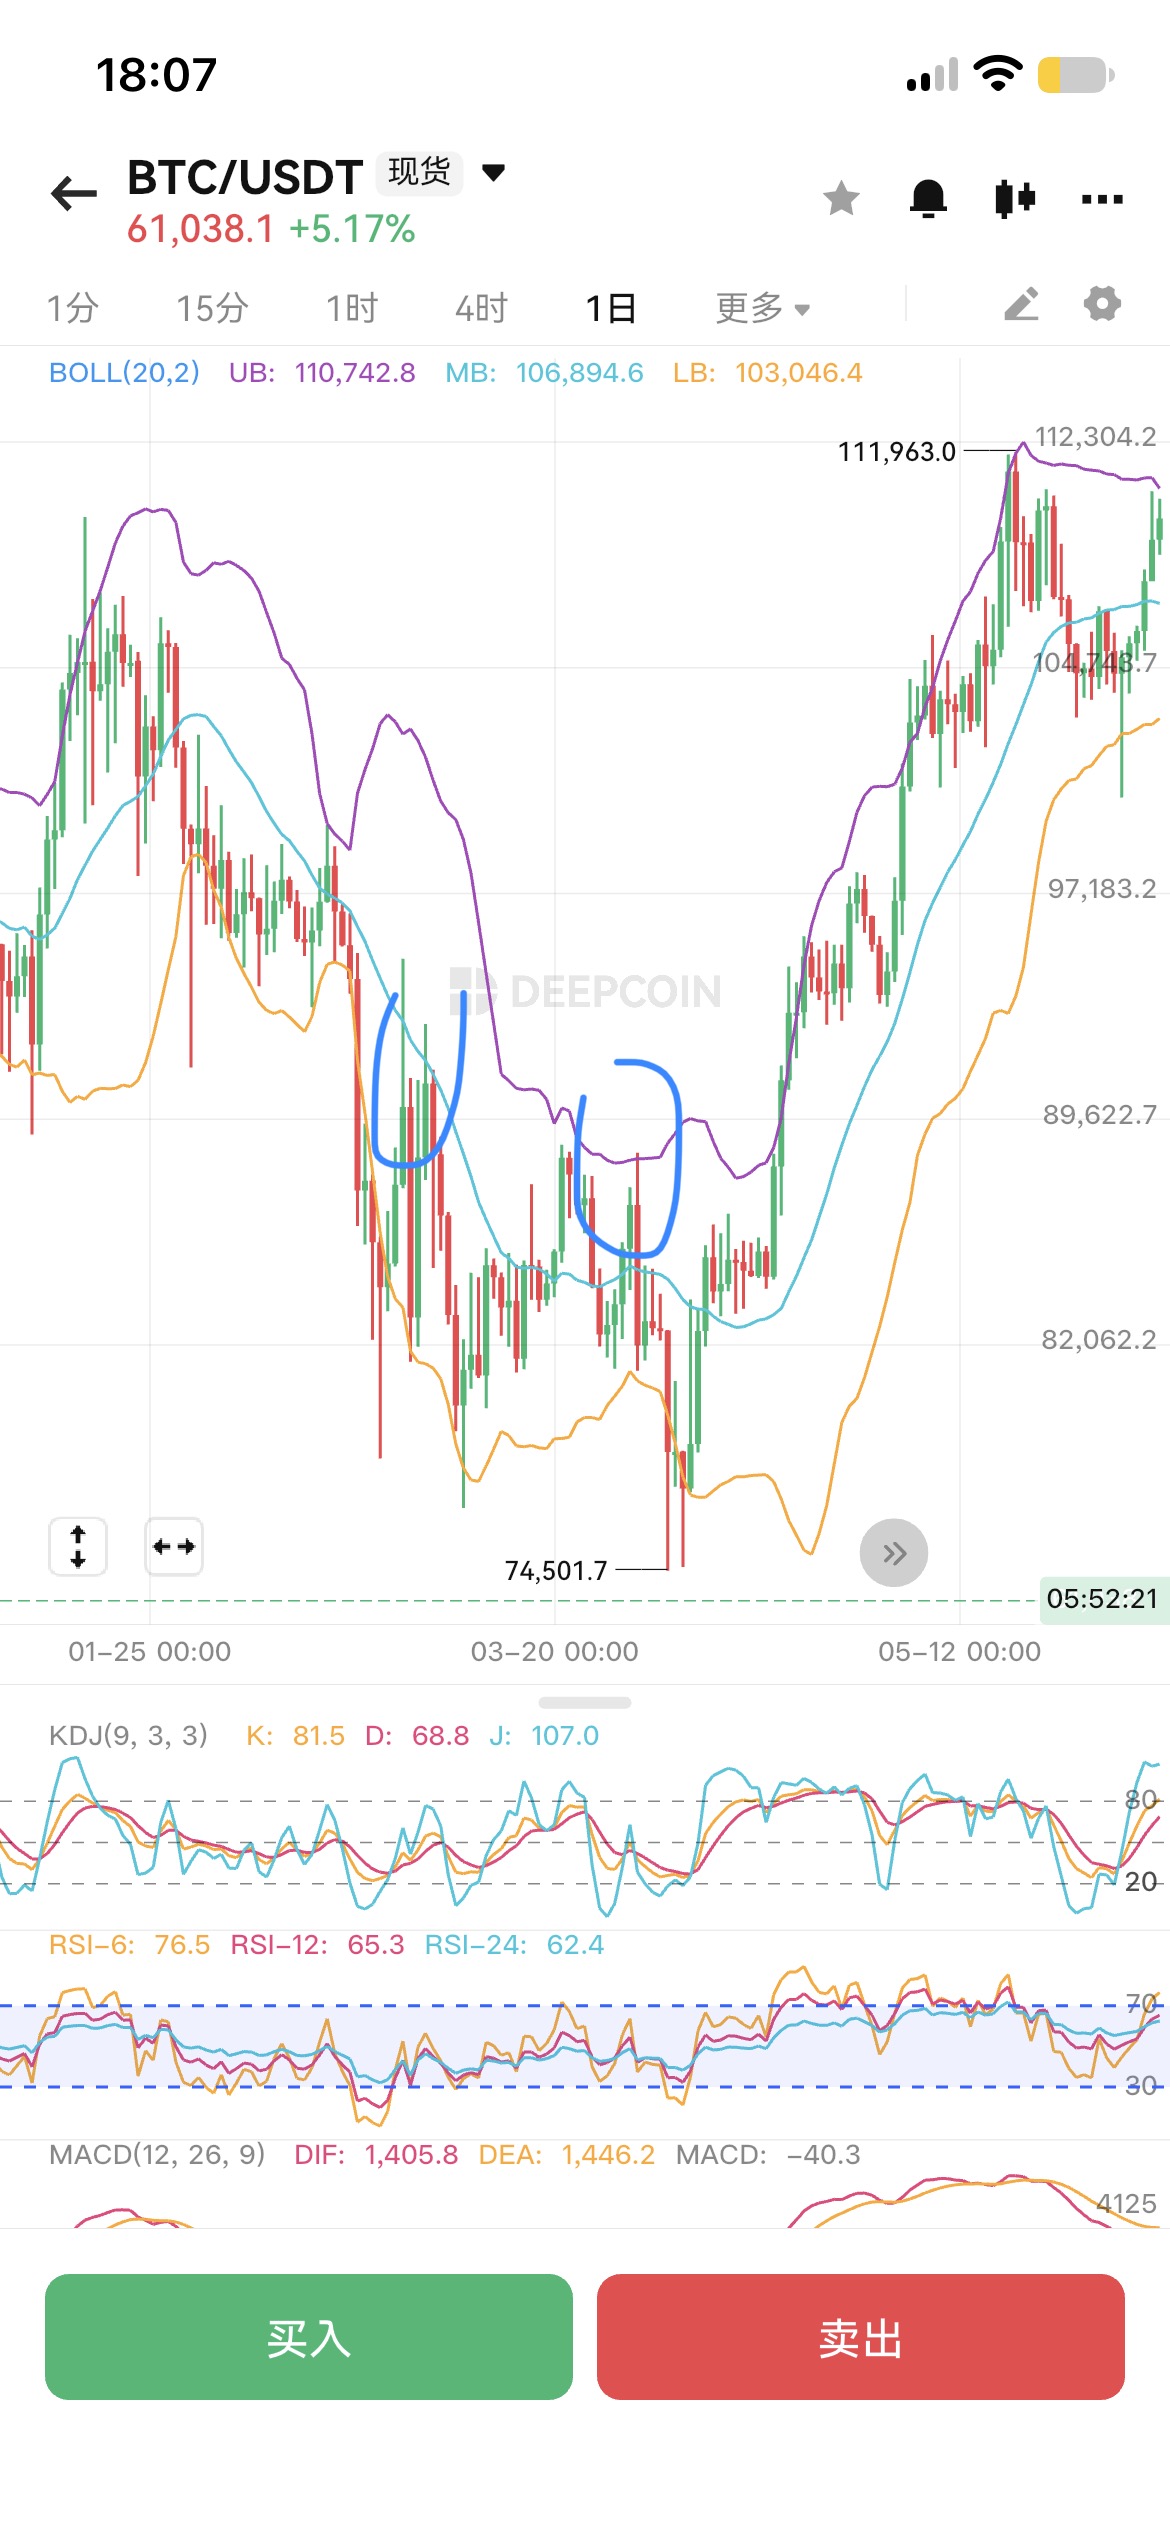 18:07
BTC/USDT 现货
61,038.1 +5.17%
1分 15分 1时 4时 1日 更多
BOLL(20,2) UB: 110,742.8 MB: 106,894.6 LB: 103,046.4
112,304.2
111,963.0
104,743.7
97,183.2
DEEPCOIN
89,622.7
82,062.2
74,501.7
05:52:21
01-25 00:00 03-20 00:00 05-12 00:00
KDJ(9, 3, 3) K: 81.5 D: 68.8 J: 107.0
80
20
RSI-6: 76.5 RSI-12: 65.3 RSI-24: 62.4
70
30
MACD(12, 26, 9) DIF: 1,405.8 DEA: 1,446.2 MACD: -40.3
4125
买入 卖出